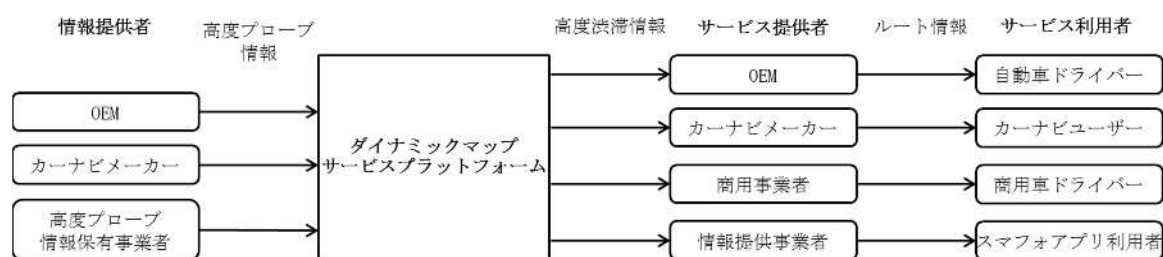 情報提供者
高度プローブ
情報
高度渋滞情報
サービス提供者
ルート情報
サービス利用者
OEM
カーナビメーカー
高度プローブ
情報保有事業者
ダイナミックマップ
サービスプラットフォーム
OEM
カーナビメーカー
商用事業者
情報提供事業者
自動車ドライバー
カーナビユーザー
商用車ドライバー
スマフォアプリ利用者